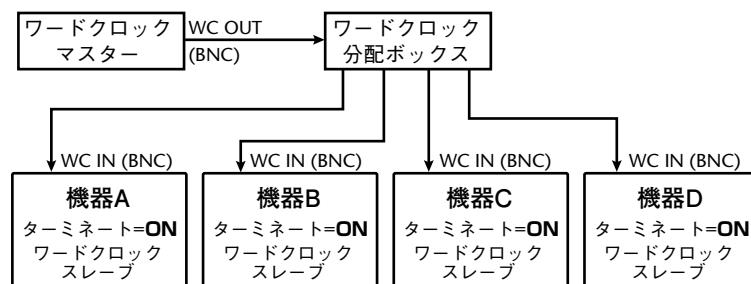 ワードクロック
マスター
WC OUT
(BNC)
ワードクロック
分配ボックス
WC IN (BNC)
WC IN (BNC)
WC IN (BNC)
WC IN (BNC)
機器A
ターミネート=ON
ワードクロック
スレーブ
機器B
ターミネート=ON
ワードクロック
スレーブ
機器C
ターミネート=ON
ワードクロック
スレーブ
機器D
ターミネート=ON
ワードクロック
スレーブ